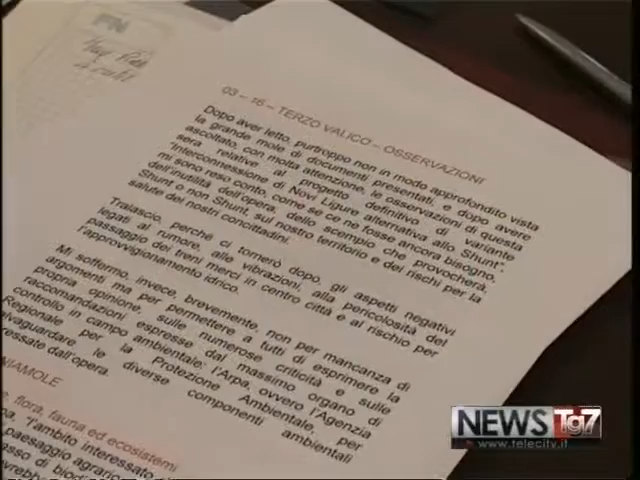 03 – 16 – TERZO VALICO – OSSERVAZIONI
Dopo aver letto, purtroppo non in modo approfondito vista
la grande mole di documenti presentati, e dopo avere
ascoltato, con molta attenzione, le osservazioni di questa
sera relative al progetto definitivo di variante
"Interconnessione di Novi Ligure alternativa allo Shunt",
mi sono reso conto, come se ce ne fosse ancora bisogno,
dell'inutilità dell'opera, dello scempio che provocherà,
Shunt o non Shunt, sul nostro territorio e dei rischi per la
salute dei nostri concittadini.
Tralascio, perché ci tornerò dopo, gli aspetti negativi
legati al rumore, alle vibrazioni, alla pericolosità del
passaggio dei treni merci in centro città e al rischio per
l'approvvigionamento idrico.
Mi soffermo, invece, brevemente, non per mancanza di
argomenti ma per permettere a tutti di esprimere la
propria opinione, sulle numerose criticità e sulle
raccomandazioni espresse dal massimo organo di
controllo in campo ambientale: l'Arpa, ovvero l'Agenzia
Regionale per la Protezione Ambientale, per
salvaguardare le diverse componenti ambientali
dall'opera.
flora, fauna ed ecosistemi
"l'ambito interessato
paesaggio agrario
NEWS Tg7
www.telecity.it